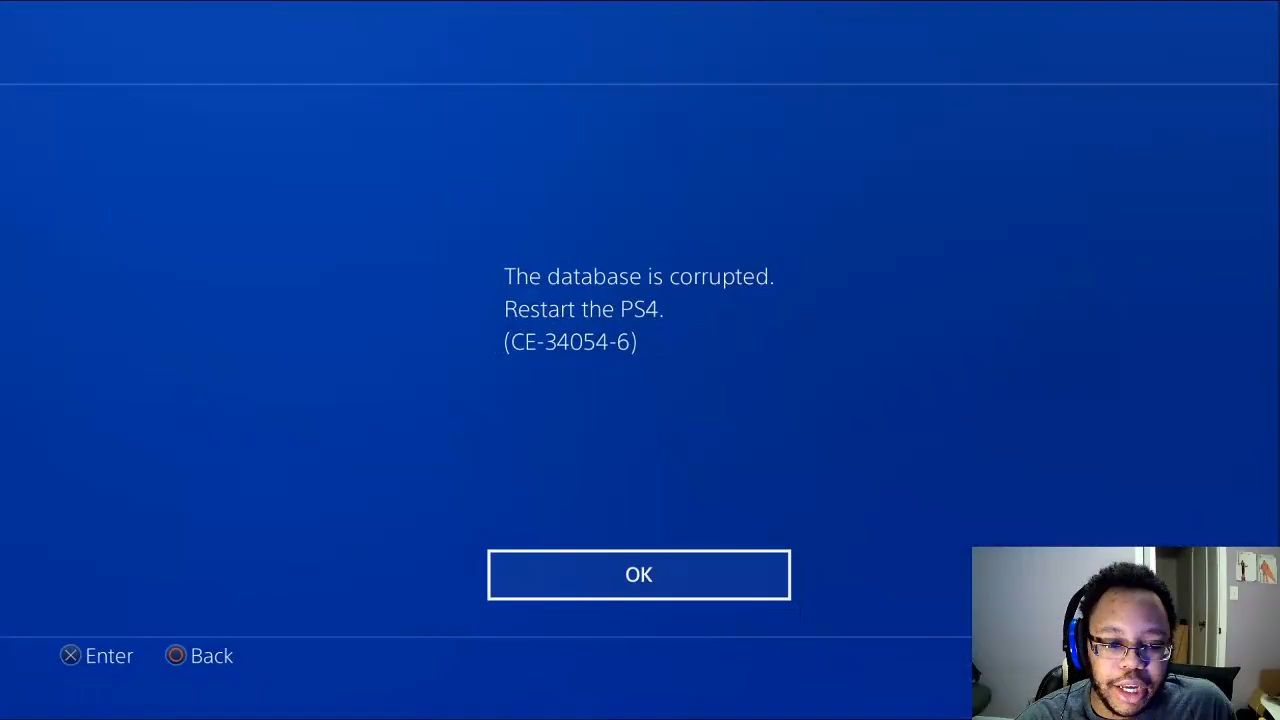 The database is corrupted.
Restart the PS4.
(CE-34054-6)
OK
Enter Back